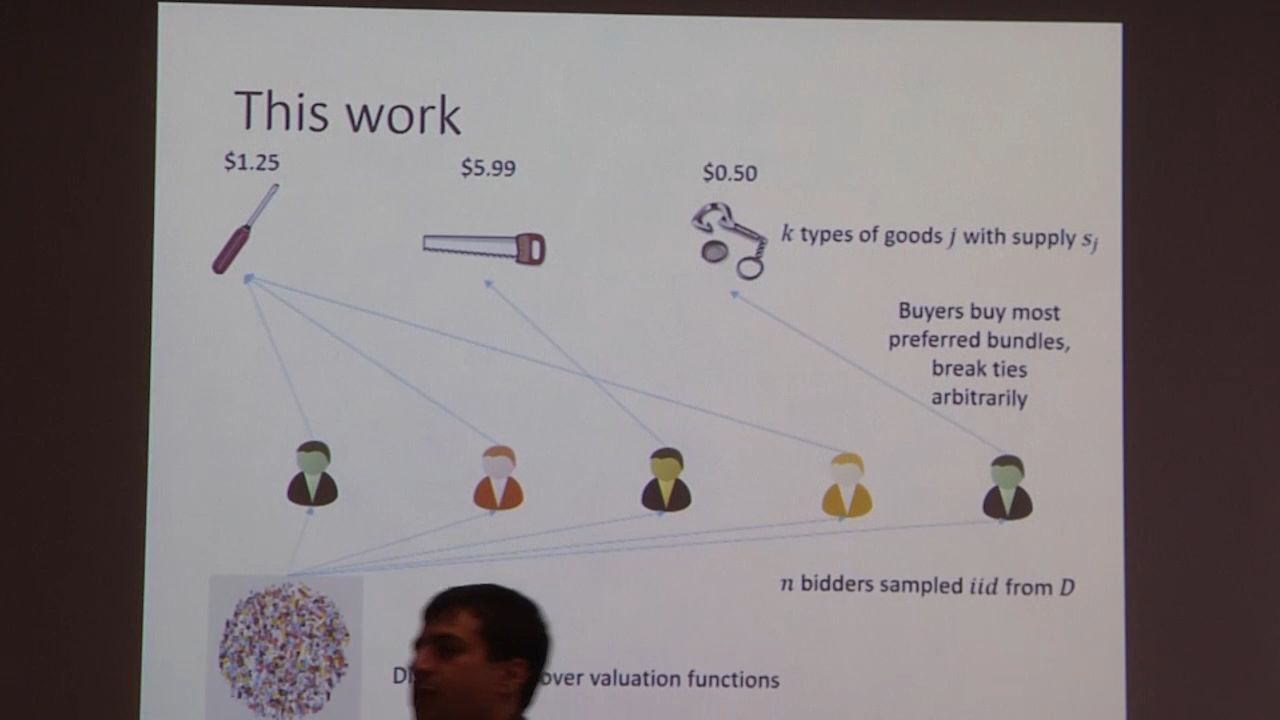 This work
$1.25
$5.99
$0.50
k types of goods j with supply sⱼ
Buyers buy most
preferred bundles,
break ties
arbitrarily
n bidders sampled iid from D
over valuation functions